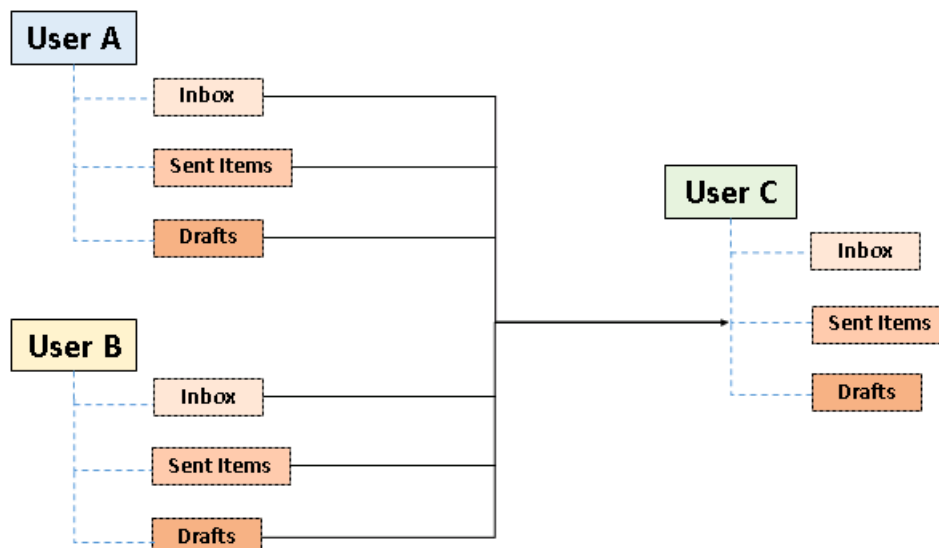 User A
Inbox
Sent Items
Drafts
User B
Inbox
Sent Items
Drafts
User C
Inbox
Sent Items
Drafts